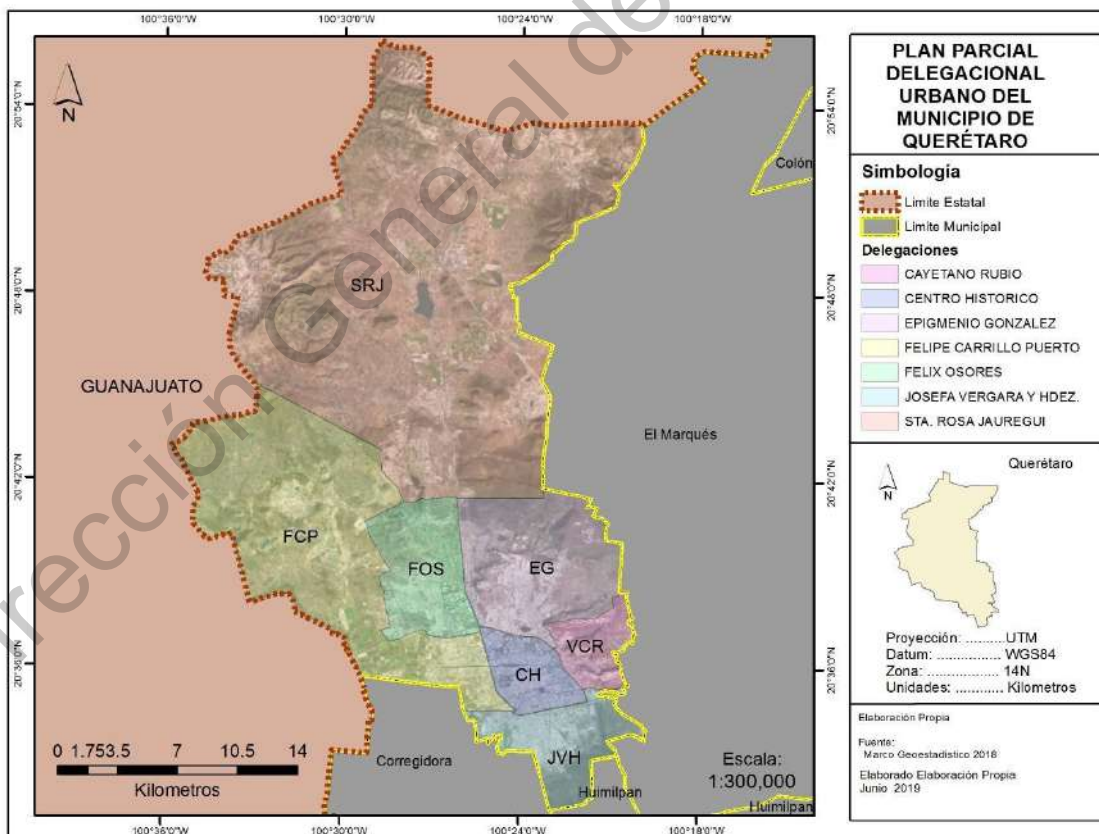 100°36'0"W 100°30'0"W 100°24'0"W 100°18'0"W
PLAN PARCIAL
DELEGACIONAL
URBANO DEL
MUNICIPIO DE
QUERÉTARO
Simbología
Limite Estatal
Limite Municipal
Delegaciones
CAYETANO RUBIO
CENTRO HISTORICO
EPIGMENIO GONZALEZ
FELIPE CARRILLO PUERTO
FELIX OSORES
JOSEFA VERGARA Y HDEZ.
STA. ROSA JAUREGUI
Querétaro
N
Proyección: .........UTM
Datum: ................ WGS84
Zona: .................... 14N
Unidades: ............ Kilometros
Elaboración Propia
Fuente:
Marco Geoestadístico 2018
Elaborado Elaboración Propia
Junio 2019
N
20°54'0"N
20°54'0"N
Colón
SRJ
20°48'0"N
20°48'0"N
GUANAJUATO
El Marqués
20°42'0"N
20°42'0"N
FCP
FOS
EG
VCR
CH
20°36'0"N
20°36'0"N
JVH
Corregidora
Huimilpan
Huimilpan
Escala:
1:300,000
0 1.753.5 7 10.5 14
Kilometros
100°36'0"W 100°30'0"W 100°24'0"W 100°18'0"W
Dirección General de